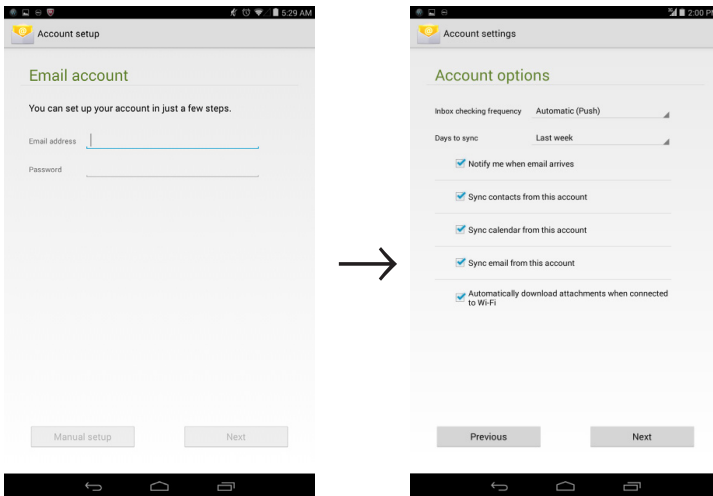 5:29 AM
Account setup
Email account
You can set up your account in just a few steps.
Email address
Password
Manual setup
Next
2:00 PM
Account settings
Account options
Inbox checking frequency Automatic (Push)
Days to sync Last week
Notify me when email arrives
Sync contacts from this account
Sync calendar from this account
Sync email from this account
Automatically download attachments when connected
to Wi-Fi
Previous
Next